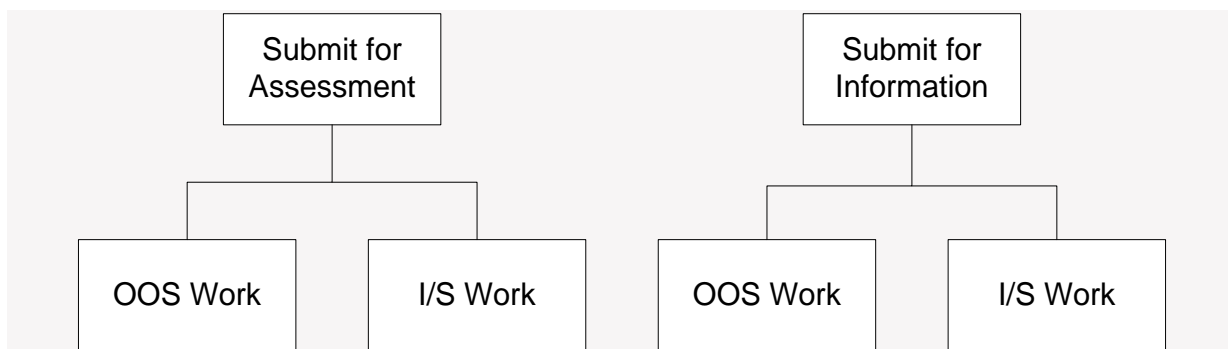 Submit for
Assessment
Submit for
Information
OOS Work
I/S Work
OOS Work
I/S Work